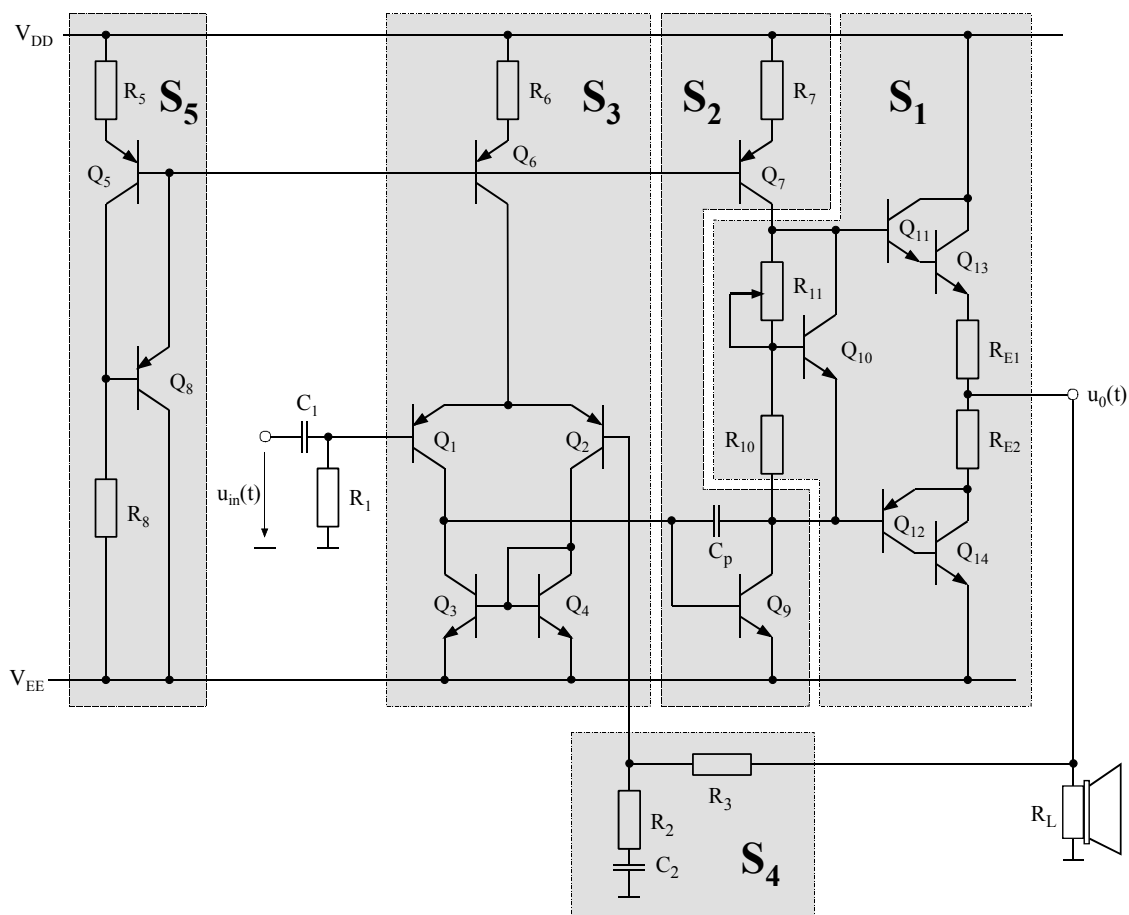 V_DD
R_5
S_5
R_6
S_3
S_2
R_7
S_1
Q_5
Q_6
Q_7
Q_11
Q_13
R_11
Q_10
R_E1
Q_8
u_0(t)
C_1
Q_1
Q_2
R_10
R_E2
u_in(t)
R_1
R_8
Q_12
C_p
Q_14
Q_3
Q_4
Q_9
V_EE
R_3
R_2
R_L
C_2
S_4